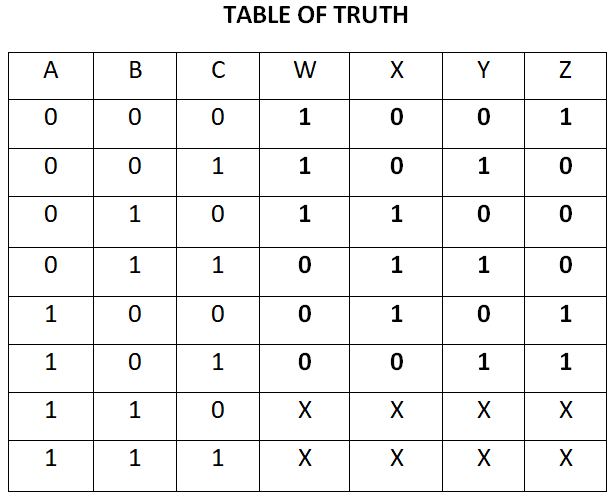 TABLE OF TRUTH
A B C W X Y Z
0 0 0 1 0 0 1
0 0 1 1 0 1 0
0 1 0 1 1 0 0
0 1 1 0 1 1 0
1 0 0 0 1 0 1
1 0 1 0 0 1 1
1 1 0 X X X X
1 1 1 X X X X